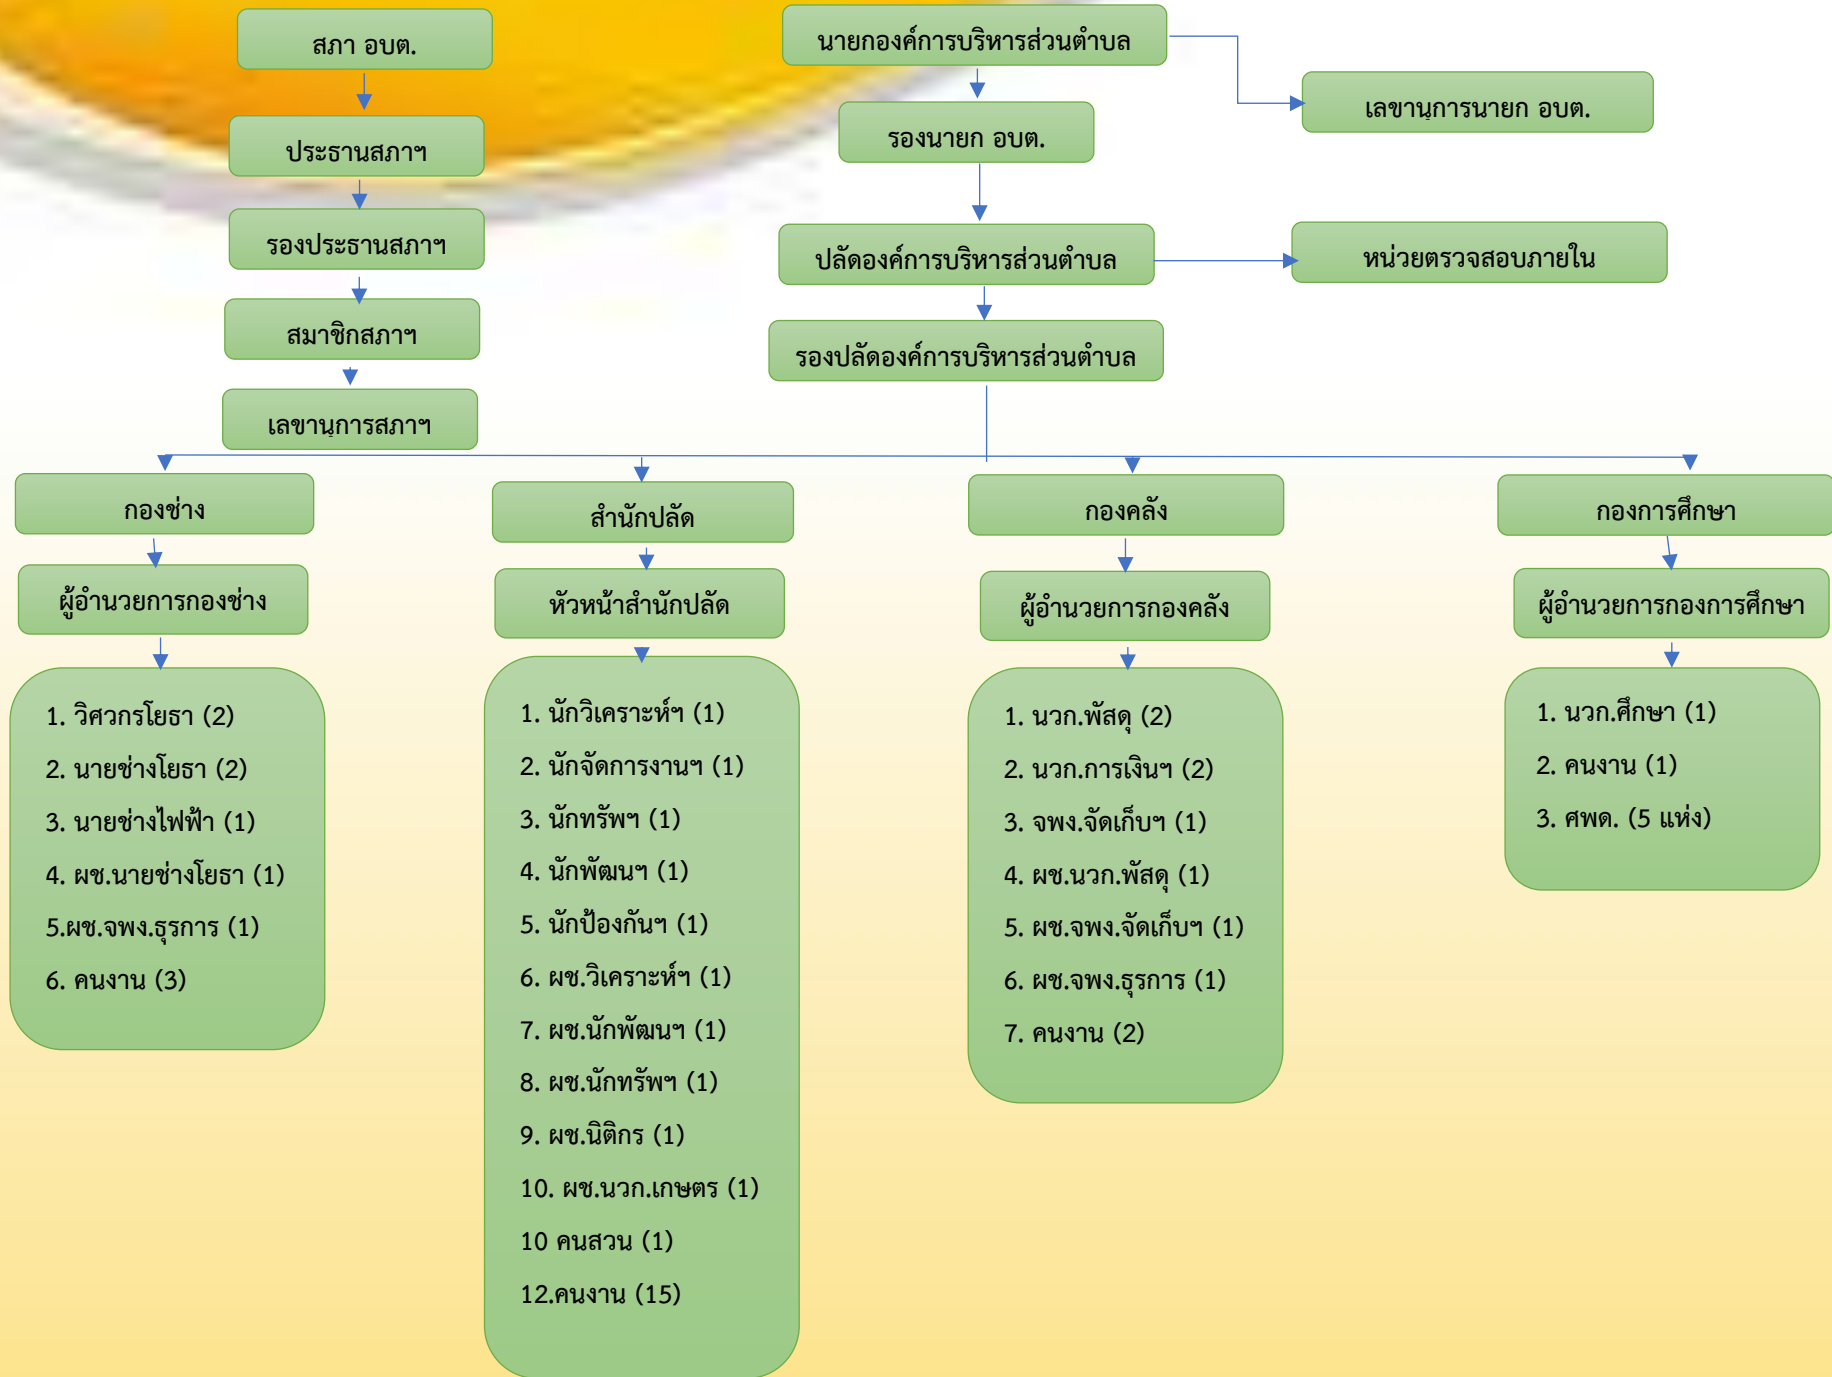 สภา อบต.
ประธานสภาฯ
รองประธานสภาฯ
สมาชิกสภาฯ
เลขานุการสภาฯ
นายกองค์การบริหารส่วนตำบล
เลขานุการนายก อบต.
รองนายก อบต.
ปลัดองค์การบริหารส่วนตำบล
หน่วยตรวจสอบภายใน
รองปลัดองค์การบริหารส่วนตำบล
กองช่าง
ผู้อำนวยการกองช่าง
1. วิศวกรโยธา (2)
2. นายช่างโยธา (2)
3. นายช่างไฟฟ้า (1)
4. ผช.นายช่างโยธา (1)
5.ผช.จพง.ธุรการ (1)
6. คนงาน (3)
สำนักปลัด
หัวหน้าสำนักปลัด
1. นักวิเคราะห์ฯ (1)
2. นักจัดการงานฯ (1)
3. นักทรัพฯ (1)
4. นักพัฒนฯ (1)
5. นักป้องกันฯ (1)
6. ผช.วิเคราะห์ฯ (1)
7. ผช.นักพัฒนฯ (1)
8. ผช.นักทรัพฯ (1)
9. ผช.นิติกร (1)
10. ผช.นวก.เกษตร (1)
10 คนสวน (1)
12.คนงาน (15)
กองคลัง
ผู้อำนวยการกองคลัง
1. นวก.พัสดุ (2)
2. นวก.การเงินฯ (2)
3. จพง.จัดเก็บฯ (1)
4. ผช.นวก.พัสดุ (1)
5. ผช.จพง.จัดเก็บฯ (1)
6. ผช.จพง.ธุรการ (1)
7. คนงาน (2)
กองการศึกษา
ผู้อำนวยการกองการศึกษา
1. นวก.ศึกษา (1)
2. คนงาน (1)
3. ศพด. (5 แห่ง)